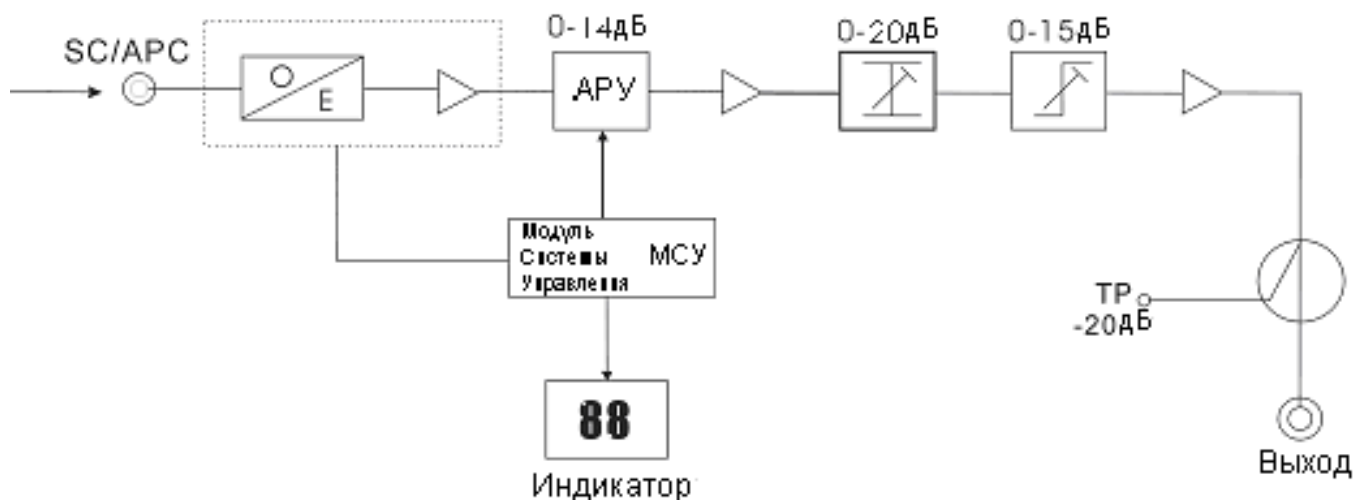 SC/APC
0-14дБ
0-20дБ
0-15дБ
O
E
АРУ
Модуль
Системы
Управления
МСУ
TP
-20дБ
88
Индикатор
Выход